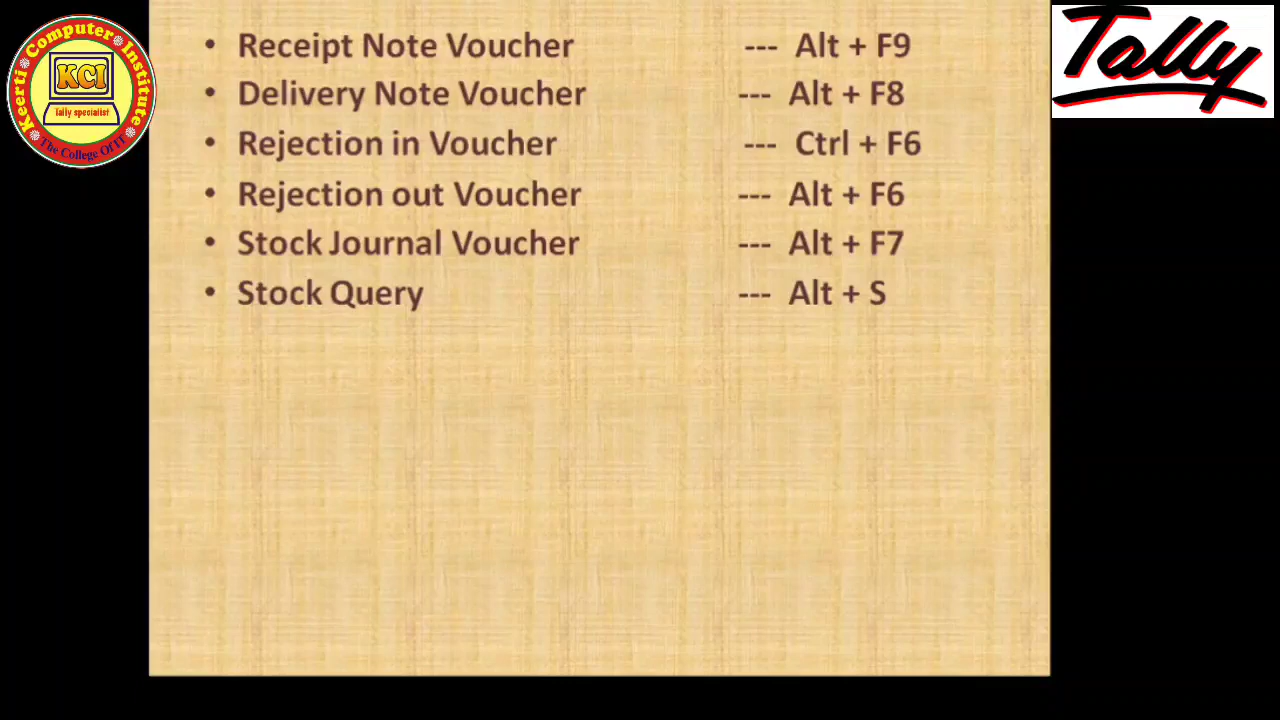 Keerti Computer Institute
KCI
Tally specialist
The College Of IT
Tally
• Receipt Note Voucher --- Alt + F9
• Delivery Note Voucher --- Alt + F8
• Rejection in Voucher --- Ctrl + F6
• Rejection out Voucher --- Alt + F6
• Stock Journal Voucher --- Alt + F7
• Stock Query --- Alt + S